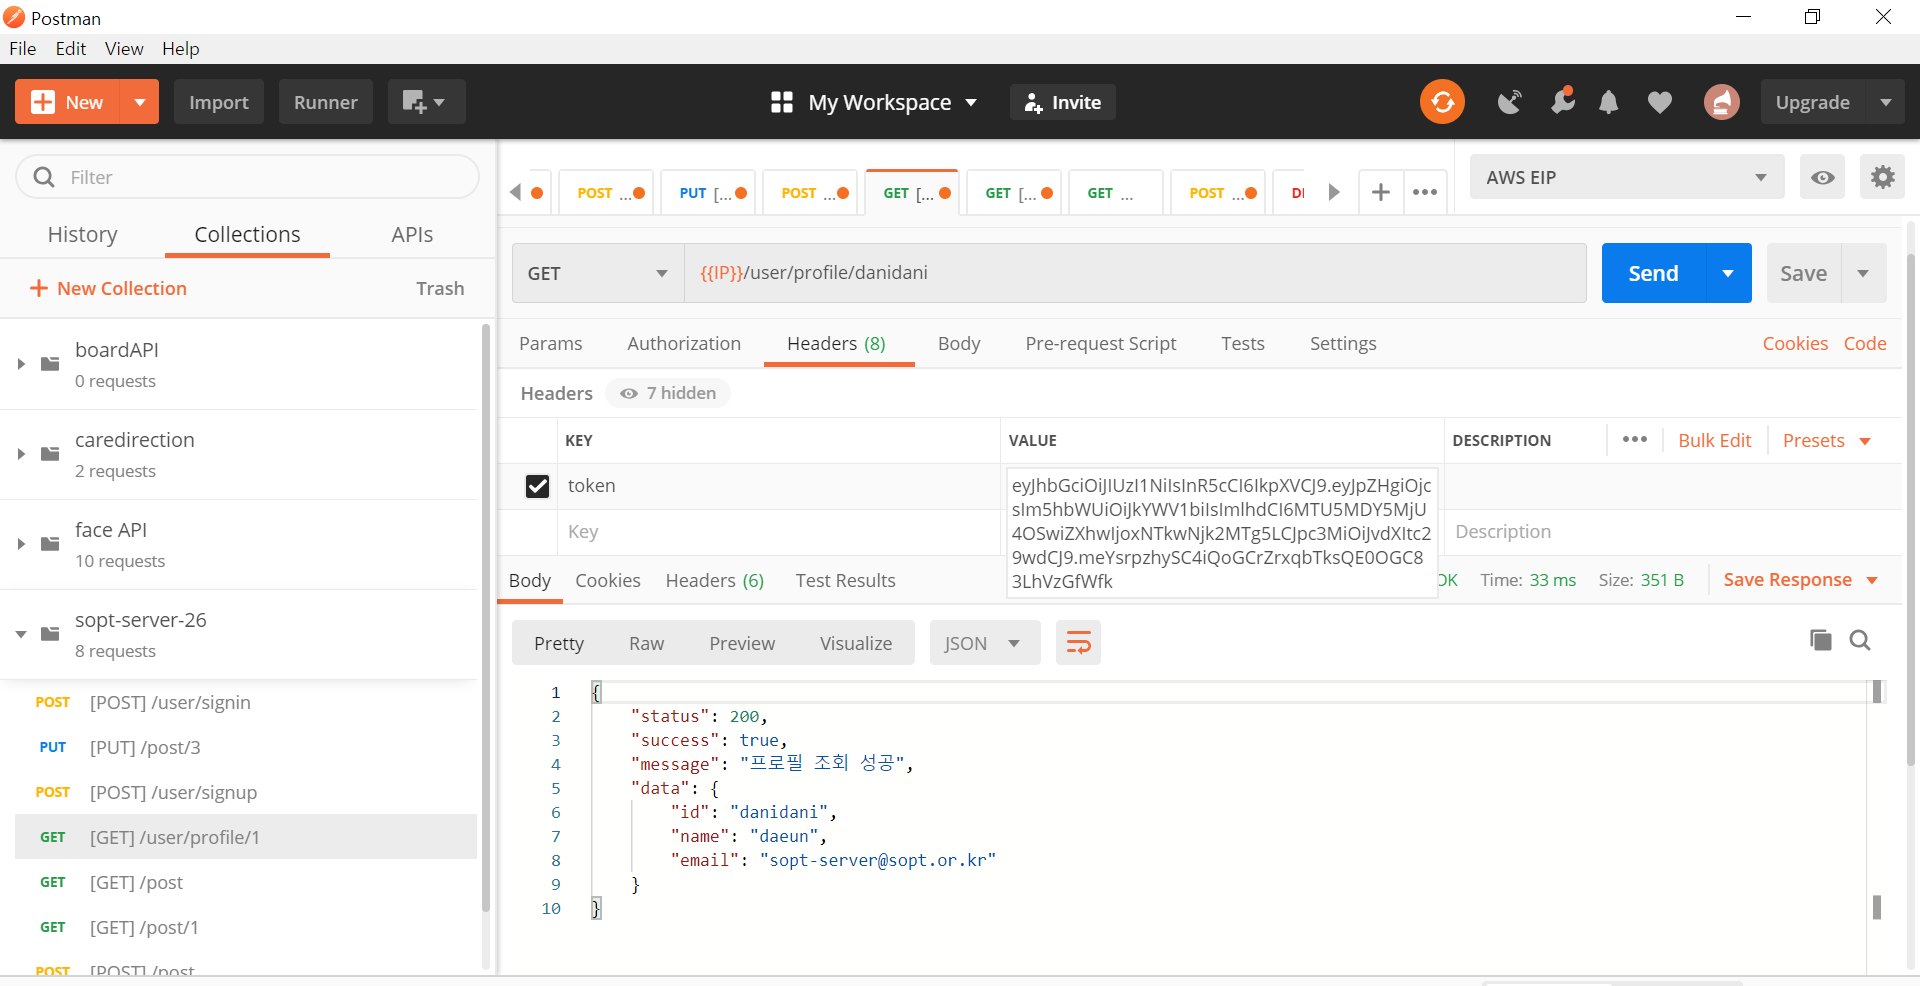 Postman
File Edit View Help
New Import Runner My Workspace Invite Upgrade
Filter
History Collections APIs
New Collection Trash
boardAPI
0 requests
caredirection
2 requests
face API
10 requests
sopt-server-26
8 requests
POST [POST] /user/signin
PUT [PUT] /post/3
POST [POST] /user/signup
GET [GET] /user/profile/1
GET [GET] /post
GET [GET] /post/1
POST [POST] /post
POST ... PUT [... POST ... GET [... GET [... GET ... POST ...
AWS EIP
GET {{IP}}/user/profile/danidani Send Save
Params Authorization Headers (8) Body Pre-request Script Tests Settings Cookies Code
Headers 7 hidden
KEY VALUE DESCRIPTION ••• Bulk Edit Presets
token
eyJhbGciOiJIUzI1NiIsInR5cCI6IkpXVCJ9.eyJpZHgiOjc
sIm5hbWUiOiJkYWV1biIsImlhdCI6MTU5MDY5MjU
4OSwiZXhwIjoxNTkwNjk2MTg5LCJpc3MiOiJvdXItc2
9wdCJ9.meYsrpzhySC4iQoGCrZrxqbTksQE0OGC8
3LhVzGfWfk
Key Description
Body Cookies Headers (6) Test Results OK Time: 33 ms Size: 351 B Save Response
Pretty Raw Preview Visualize JSON
1 {
2 "status": 200,
3 "success": true,
4 "message": "프로필 조회 성공",
5 "data": {
6 "id": "danidani",
7 "name": "daeun",
8 "email": "sopt-server@sopt.or.kr"
9 }
10 }